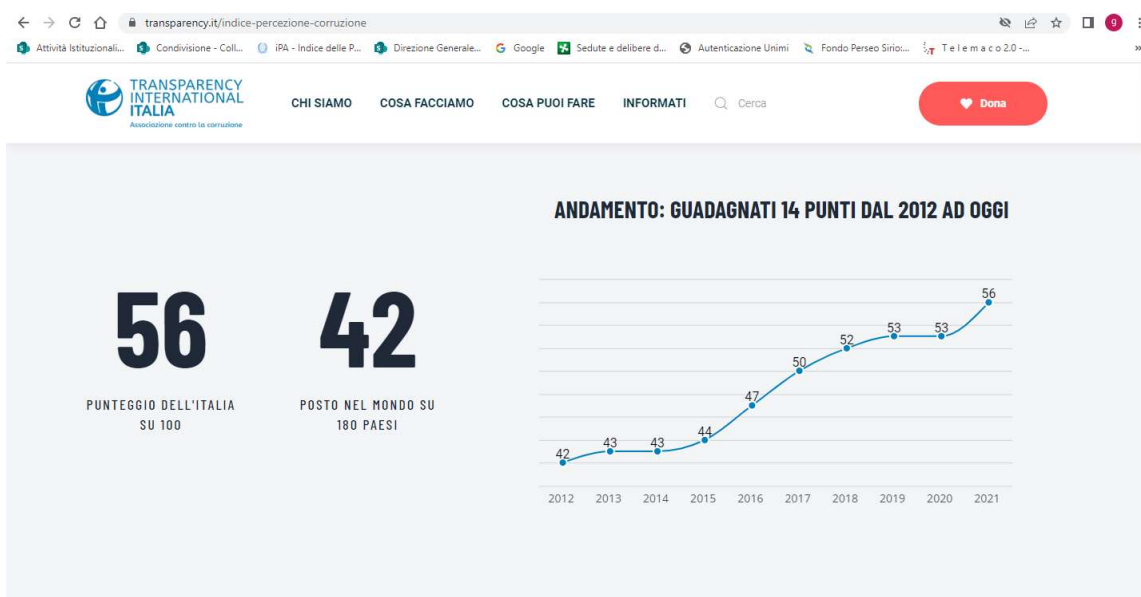 transparency.it/indice-percezione-corruzione
Attività Istituzionali...
Condivisione - Coll...
iPA - Indice delle P...
Direzione Generale...
Google
Sedute e delibere d...
Autenticazione Unimi
Fondo Perseo Sirio:...
T e l e m a c o 2.0 -...
»
TRANSPARENCY
INTERNATIONAL
ITALIA
Associazione contro la corruzione
CHI SIAMO
COSA FACCIAMO
COSA PUOI FARE
INFORMATI
Cerca
Dona
g
ANDAMENTO: GUADAGNATI 14 PUNTI DAL 2012 AD OGGI
56
PUNTEGGIO DELL'ITALIA
SU 100
42
POSTO NEL MONDO SU
180 PAESI
42
43
43
44
47
50
52
53
53
56
2012 2013 2014 2015 2016 2017 2018 2019 2020 2021